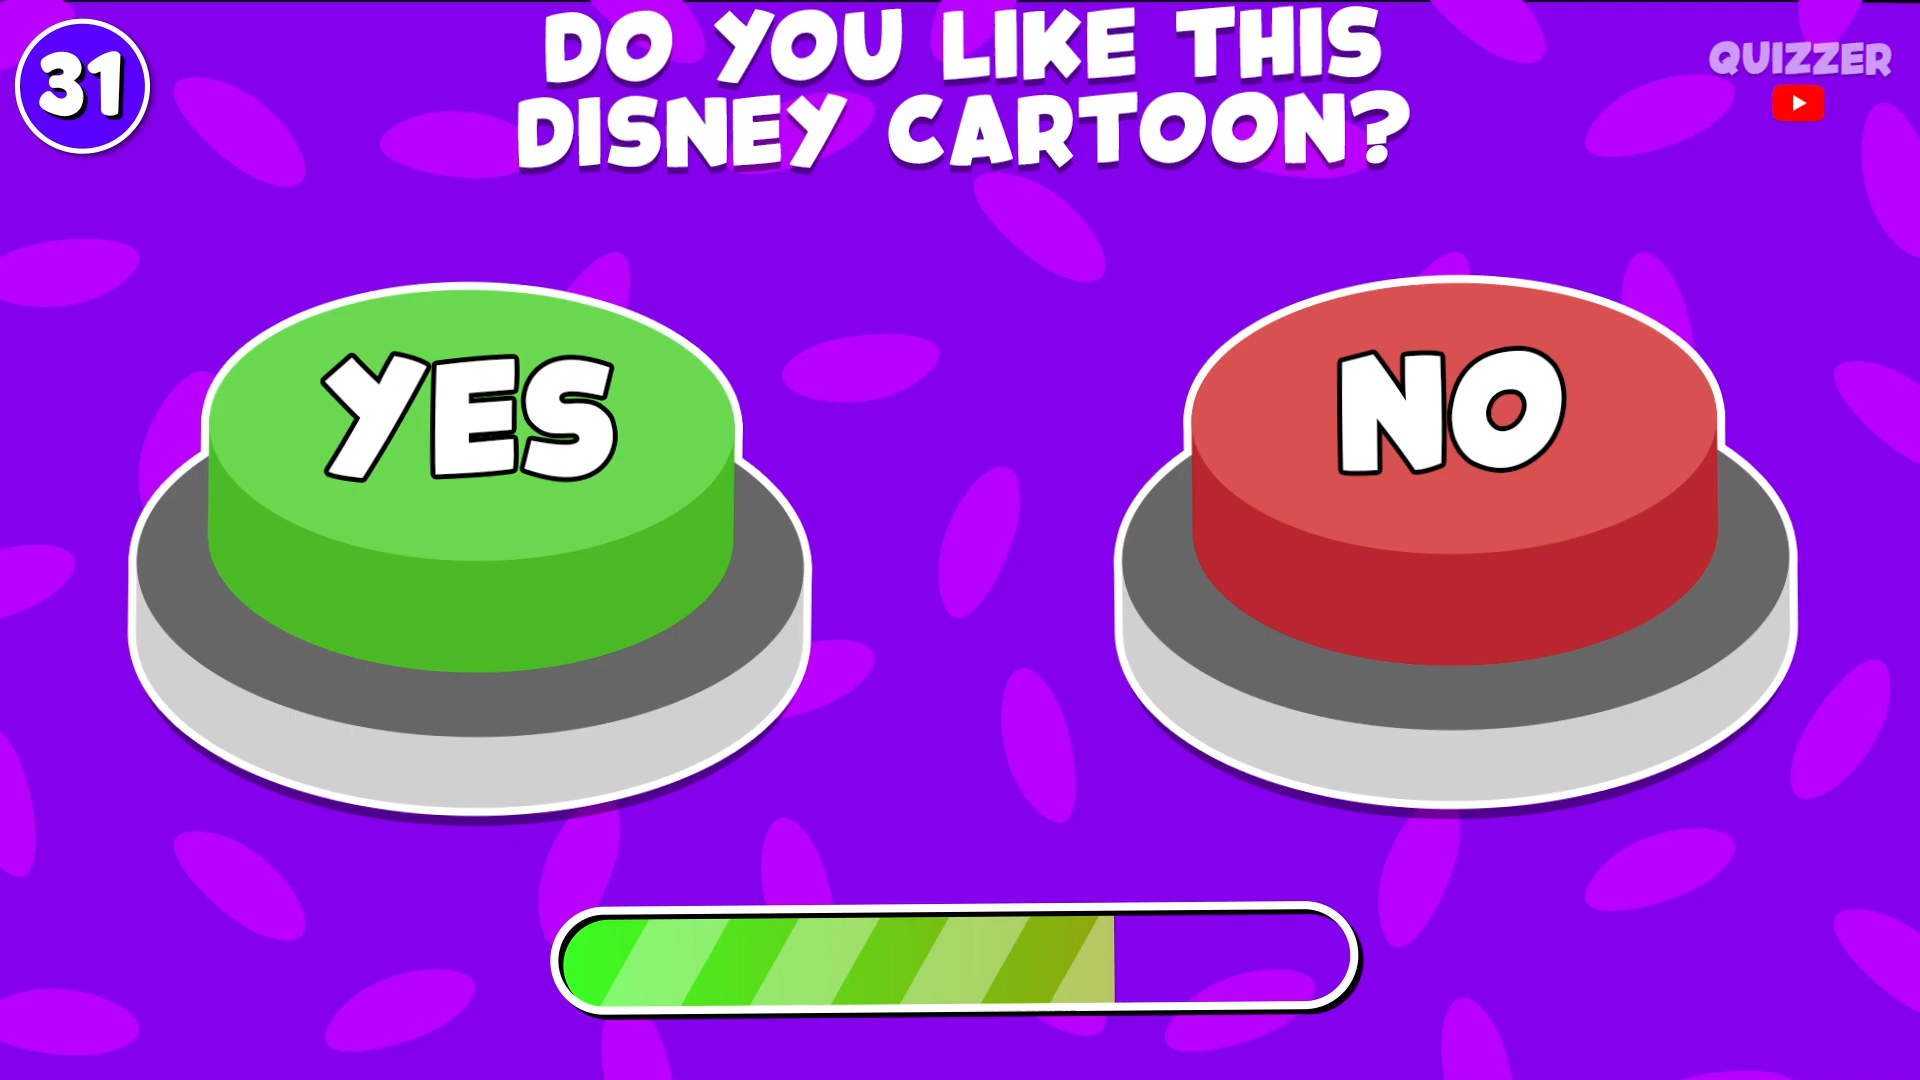 31
DO YOU LIKE THIS
DISNEY CARTOON?
QUIZZER
YES
NO